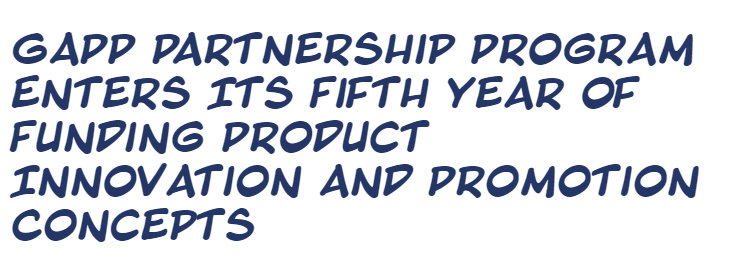 GAPP PARTNERSHIP PROGRAM
ENTERS ITS FIFTH YEAR OF
FUNDING PRODUCT
INNOVATION AND PROMOTION
CONCEPTS